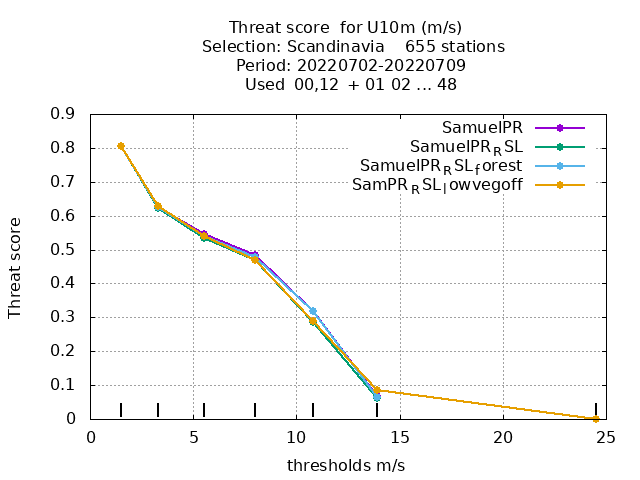 Threat score  for U10m (m/s)
Selection: Scandinavia    655 stations
Period: 20220702-20220709
Used  00,12  + 01 02 ... 48
SamuelPR
SamuelPR_RSL
SamuelPR_RSL_forest
SamPR_RSL_lowvegoff
Threat score
0.9
0.8
0.7
0.6
0.5
0.4
0.3
0.2
0.1
0
0 5 10 15 20 25
thresholds m/s